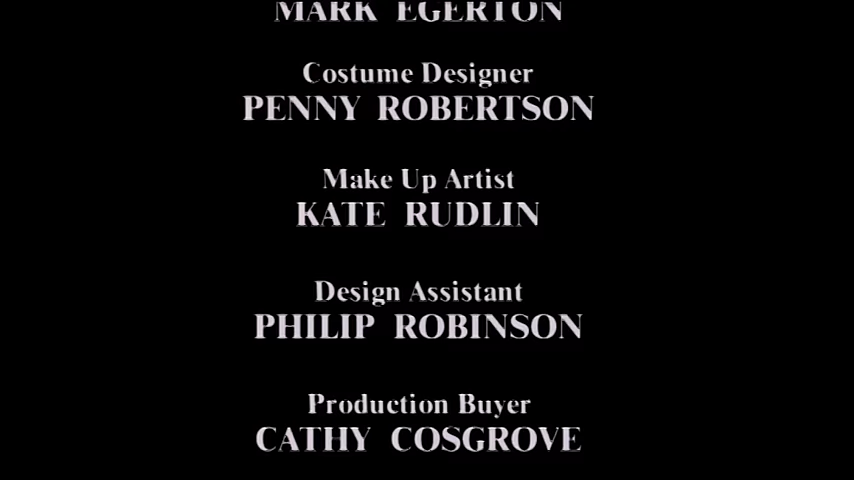 MARK EGERTON
Costume Designer
PENNY ROBERTSON
Make Up Artist
KATE RUDLIN
Design Assistant
PHILIP ROBINSON
Production Buyer
CATHY COSGROVE